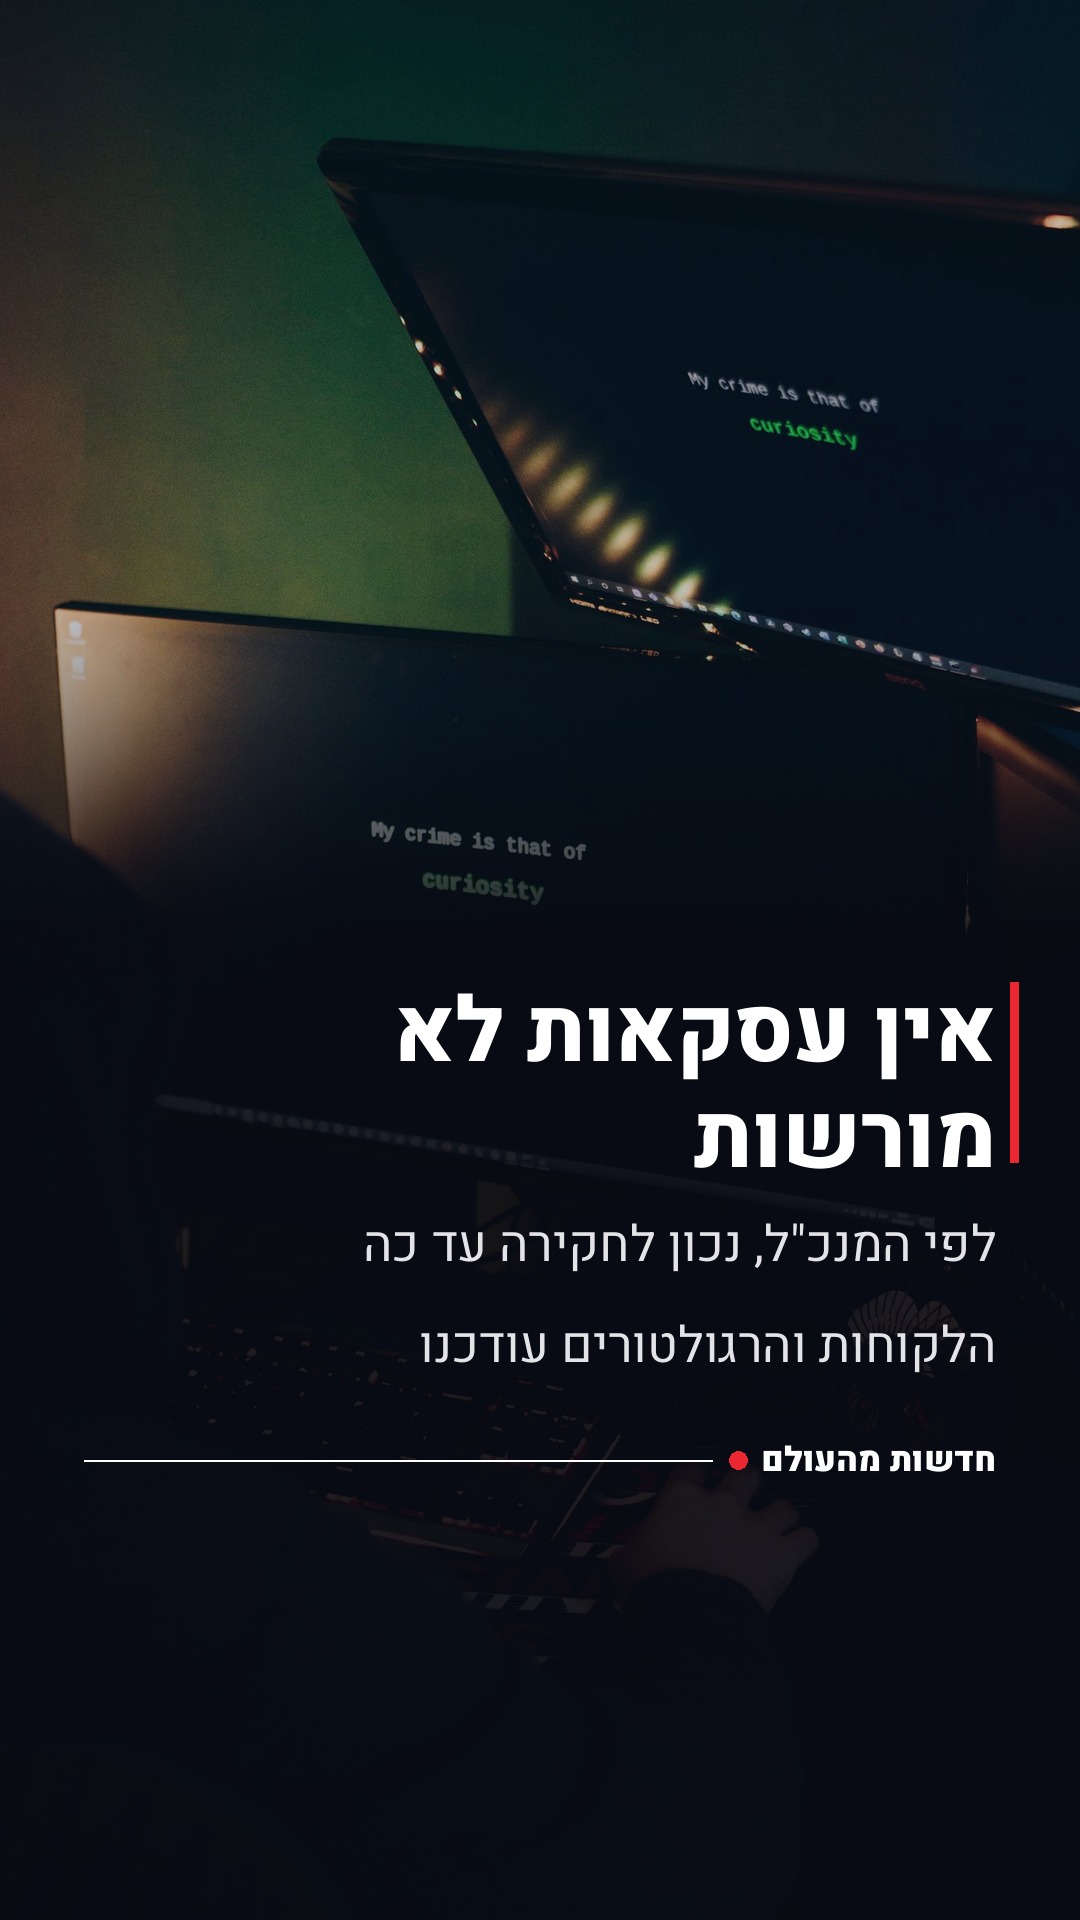 My crime is that of
curiosity
My crime is that of
curiosity
אין עסקאות לא
מורשות
לפי המנכ"ל, נכון לחקירה עד כה
הלקוחות והרגולטורים עודכנו
חדשות מהעולם